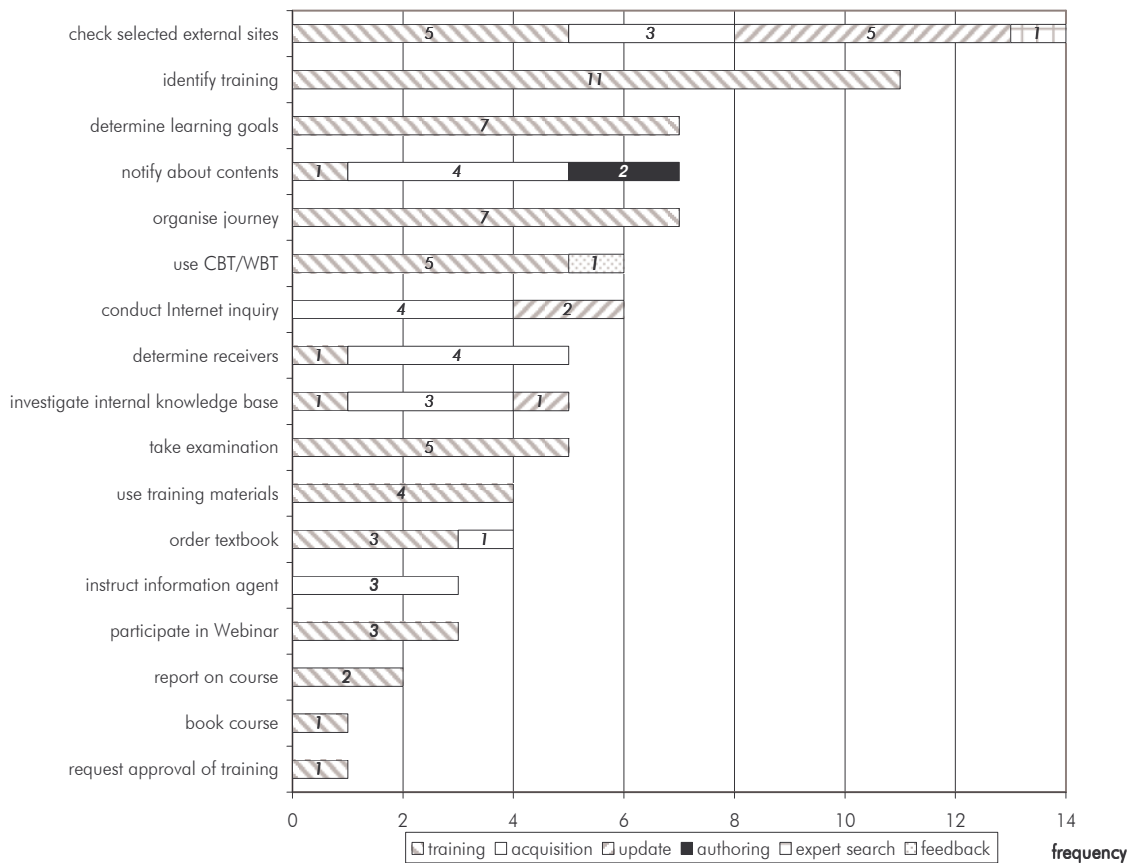 check selected external sites 5 3 5 1
identify training 11
determine learning goals 7
notify about contents 1 4 2
organise journey 7
use CBT/WBT 5 1
conduct Internet inquiry 4 2
determine receivers 1 4
investigate internal knowledge base 1 3 1
take examination 5
use training materials 4
order textbook 3 1
instruct information agent 3
participate in Webinar 3
report on course 2
book course 1
request approval of training 1
0 2 4 6 8 10 12 14
training acquisition update authoring expert search feedback
frequency